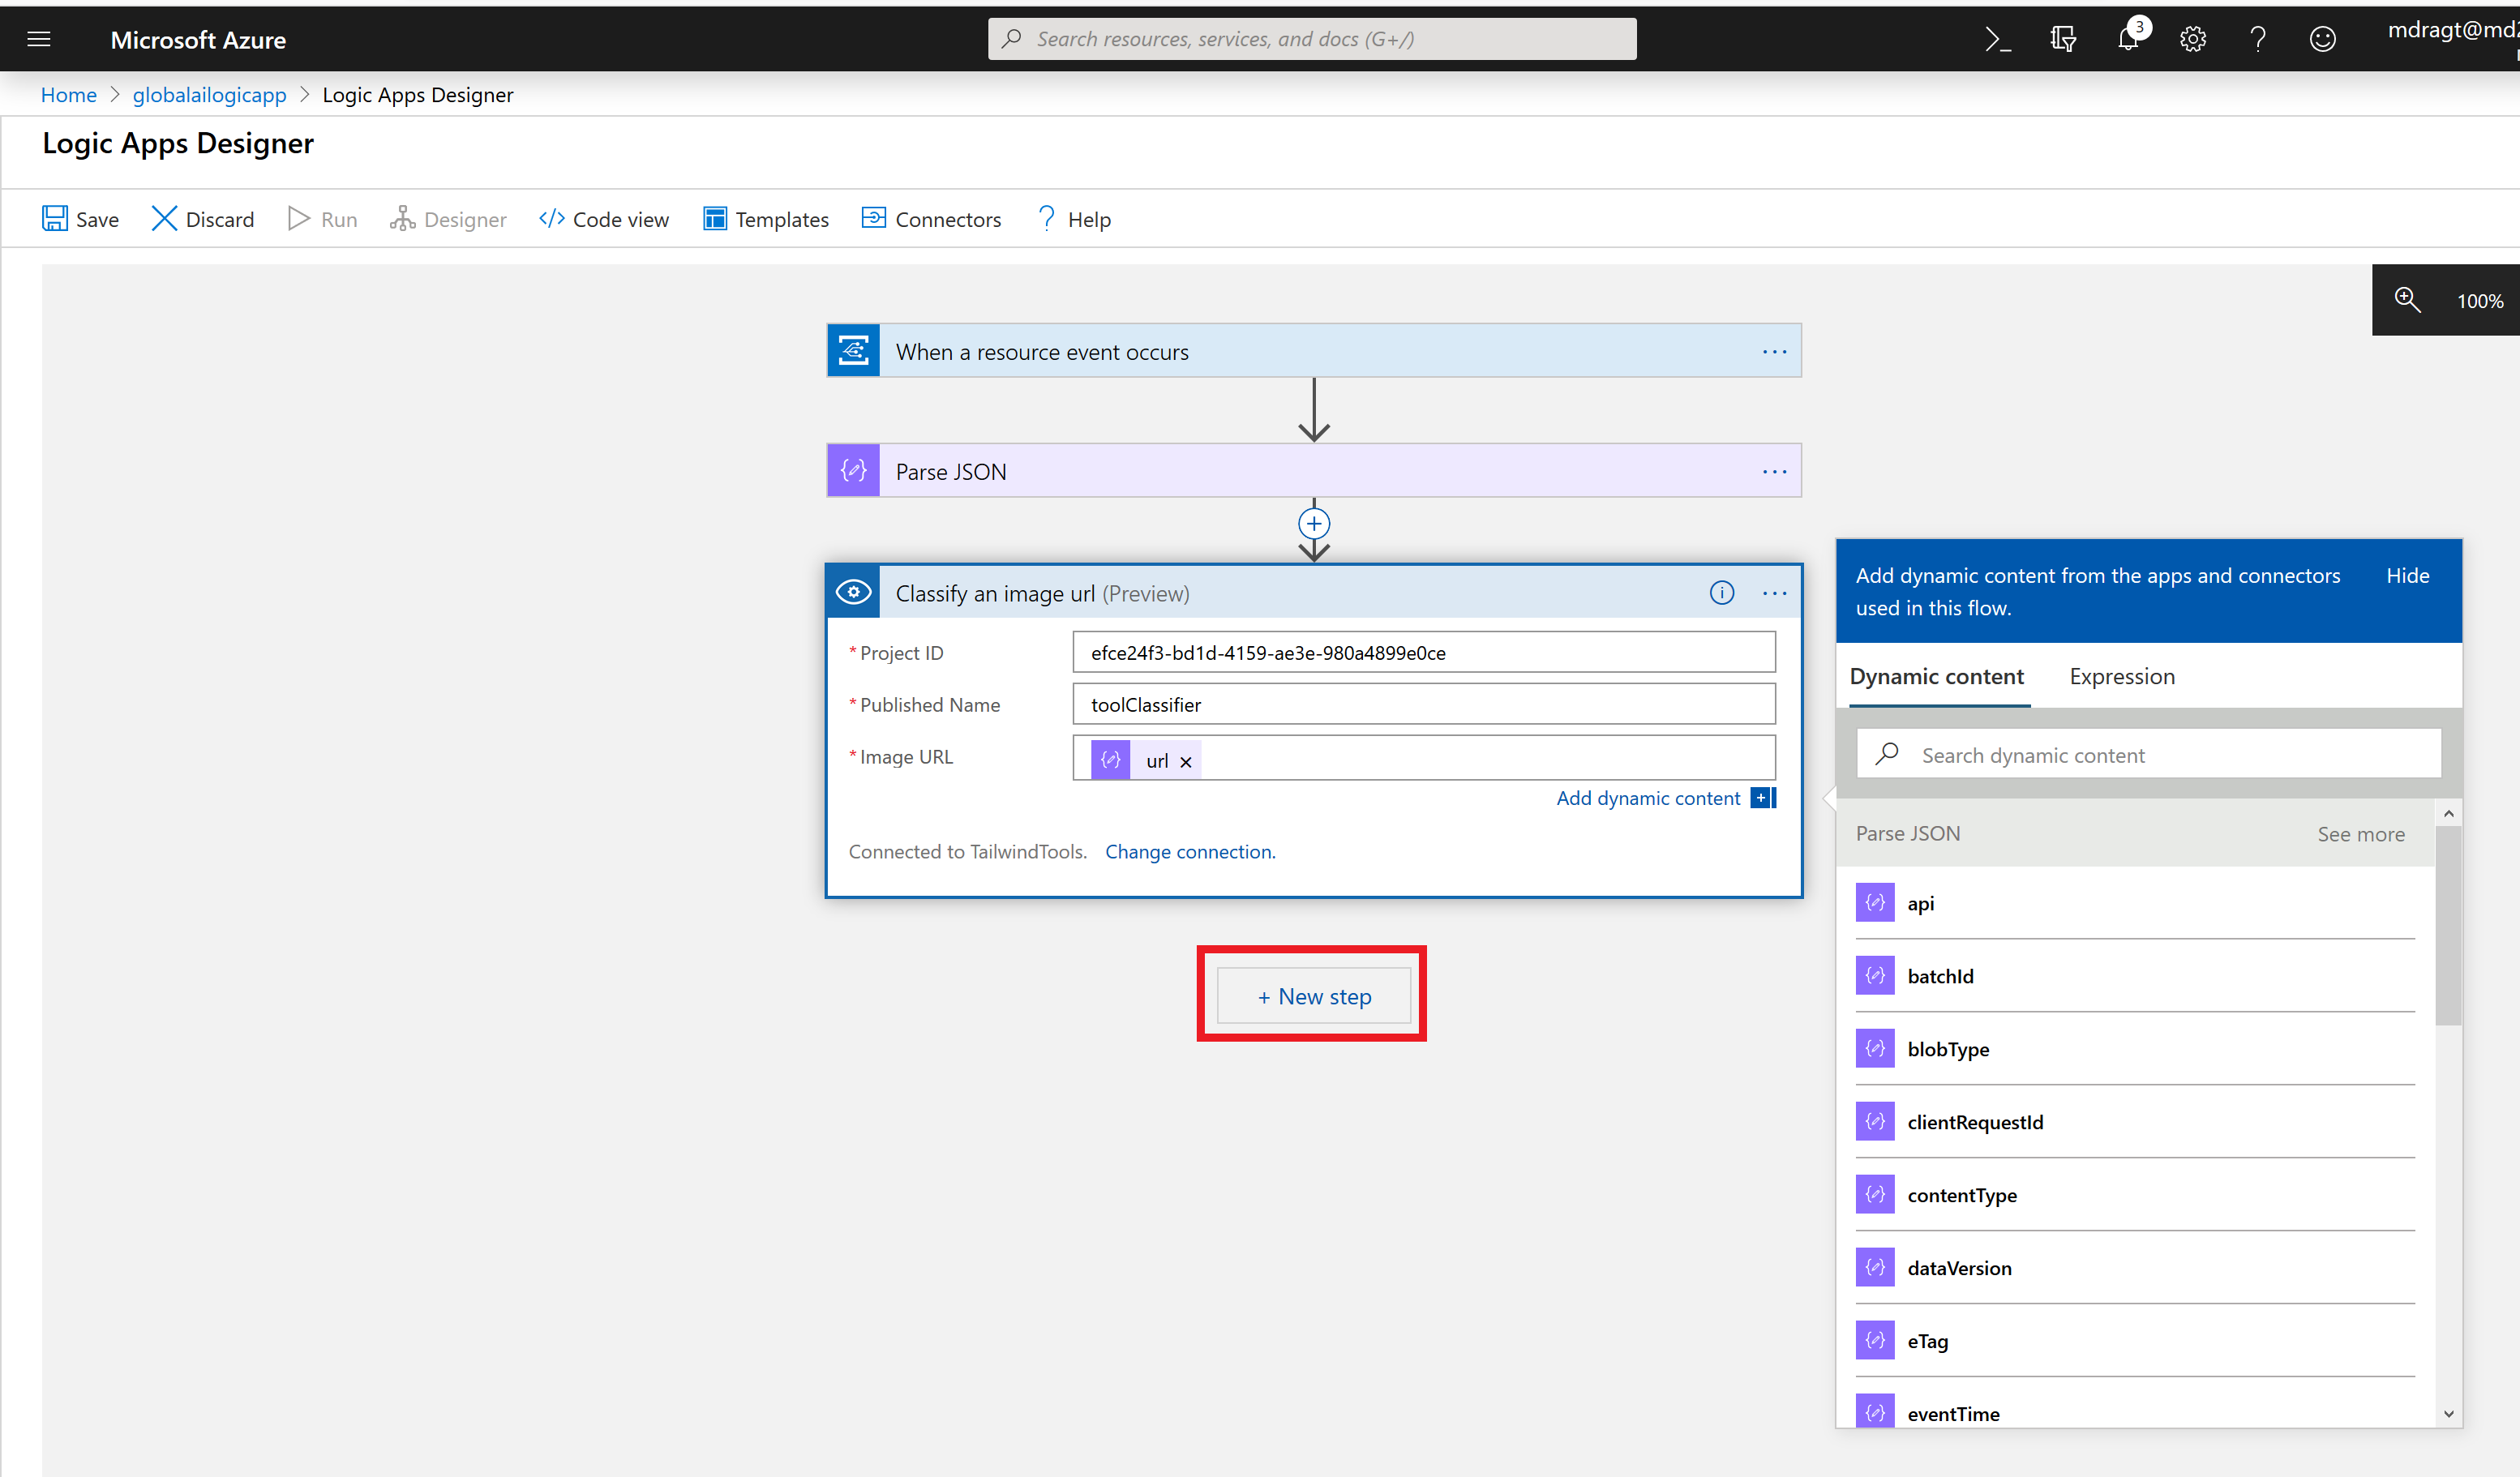 Microsoft Azure
Search resources, services, and docs (G+/)
3
Home > globalailogicapp > Logic Apps Designer
Logic Apps Designer
Save Discard Run Designer </> Code view Templates Connectors ? Help
100%
When a resource event occurs ...
Parse JSON ...
Classify an image url (Preview) ...
*Project ID efce24f3-bd1d-4159-ae3e-980a4899e0ce
*Published Name toolClassifier
*Image URL url ×
Add dynamic content +
Connected to TailwindTools. Change connection.
+ New step
Add dynamic content from the apps and connectors Hide
used in this flow.
Dynamic content Expression
Search dynamic content
Parse JSON See more
api
batchId
blobType
clientRequestId
contentType
dataVersion
eTag
eventTime